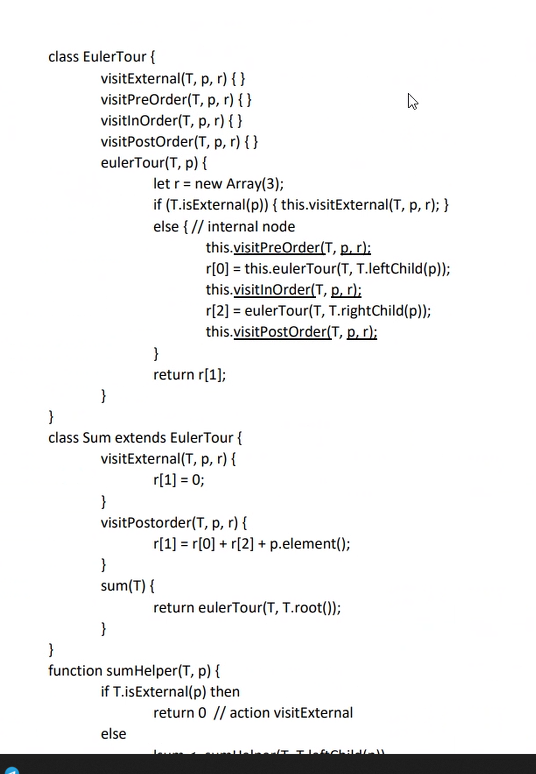 class EulerTour {
visitExternal(T, p, r) { }
visitPreOrder(T, p, r) { }
visitInOrder(T, p, r) { }
visitPostOrder(T, p, r) { }
eulerTour(T, p) {
let r = new Array(3);
if (T.isExternal(p)) { this.visitExternal(T, p, r); }
else { // internal node
this.visitPreOrder(T, p, r);
r[0] = this.eulerTour(T, T.leftChild(p));
this.visitInOrder(T, p, r);
r[2] = eulerTour(T, T.rightChild(p));
this.visitPostOrder(T, p, r);
}
return r[1];
}
}
class Sum extends EulerTour {
visitExternal(T, p, r) {
r[1] = 0;
}
visitPostorder(T, p, r) {
r[1] = r[0] + r[2] + p.element();
}
sum(T) {
return eulerTour(T, T.root());
}
}
function sumHelper(T, p) {
if T.isExternal(p) then
return 0 // action visitExternal
else
sumHelper(T, T.leftChild(p))